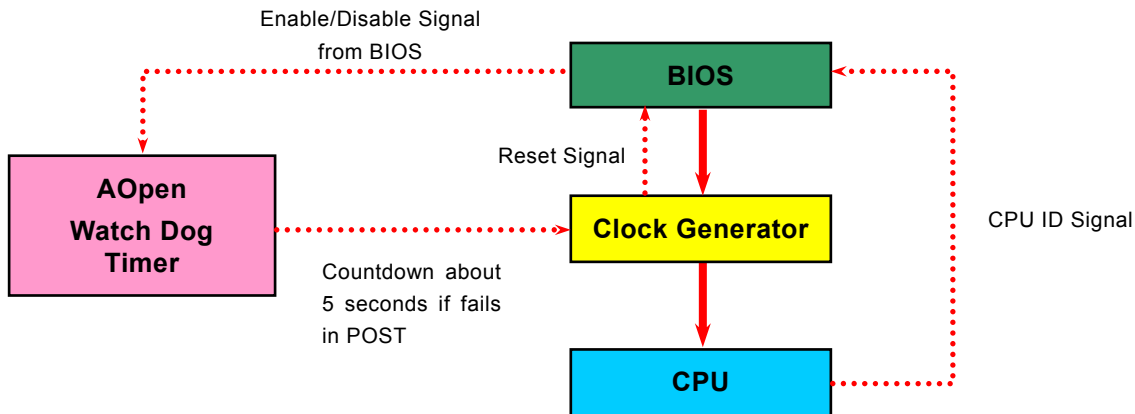 Enable/Disable Signal
from BIOS
BIOS
Reset Signal
AOpen
Watch Dog
Timer
Clock Generator
CPU ID Signal
Countdown about
5 seconds if fails
in POST
CPU